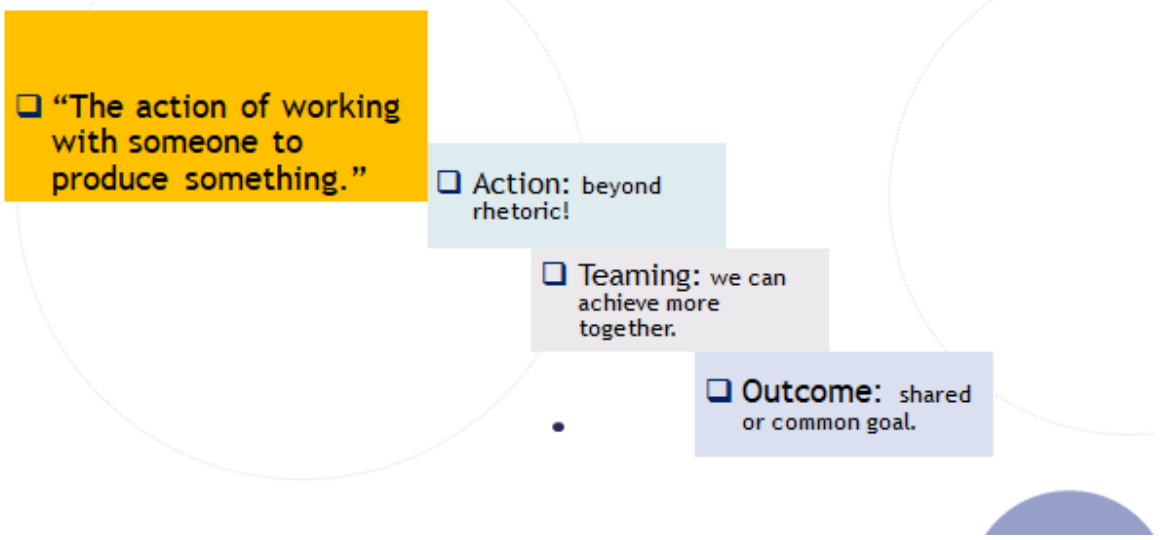 ❑ “The action of working
with someone to
produce something.”
❑ Action: beyond
rhetoric!
❑ Teaming: we can
achieve more
together.
❑ Outcome: shared
or common goal.
•